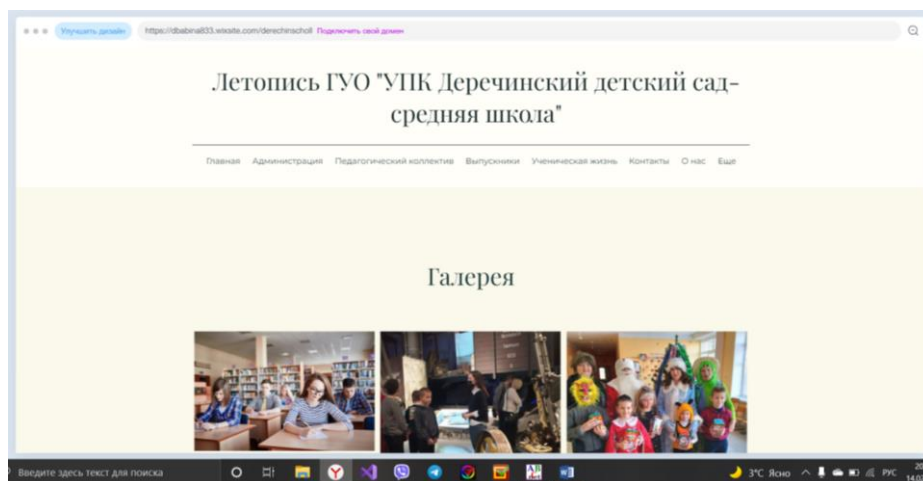 Улучшить дизайн https://dbabina833.wixsite.com/derechinscholl Подключить свой домен
Летопись ГУО "УПК Деречинский детский сад-
средняя школа"
Главная Администрация Педагогический коллектив Выпускники Ученическая жизнь Контакты О нас Еще
Галерея
Введите здесь текст для поиска 3°C Ясно РУС